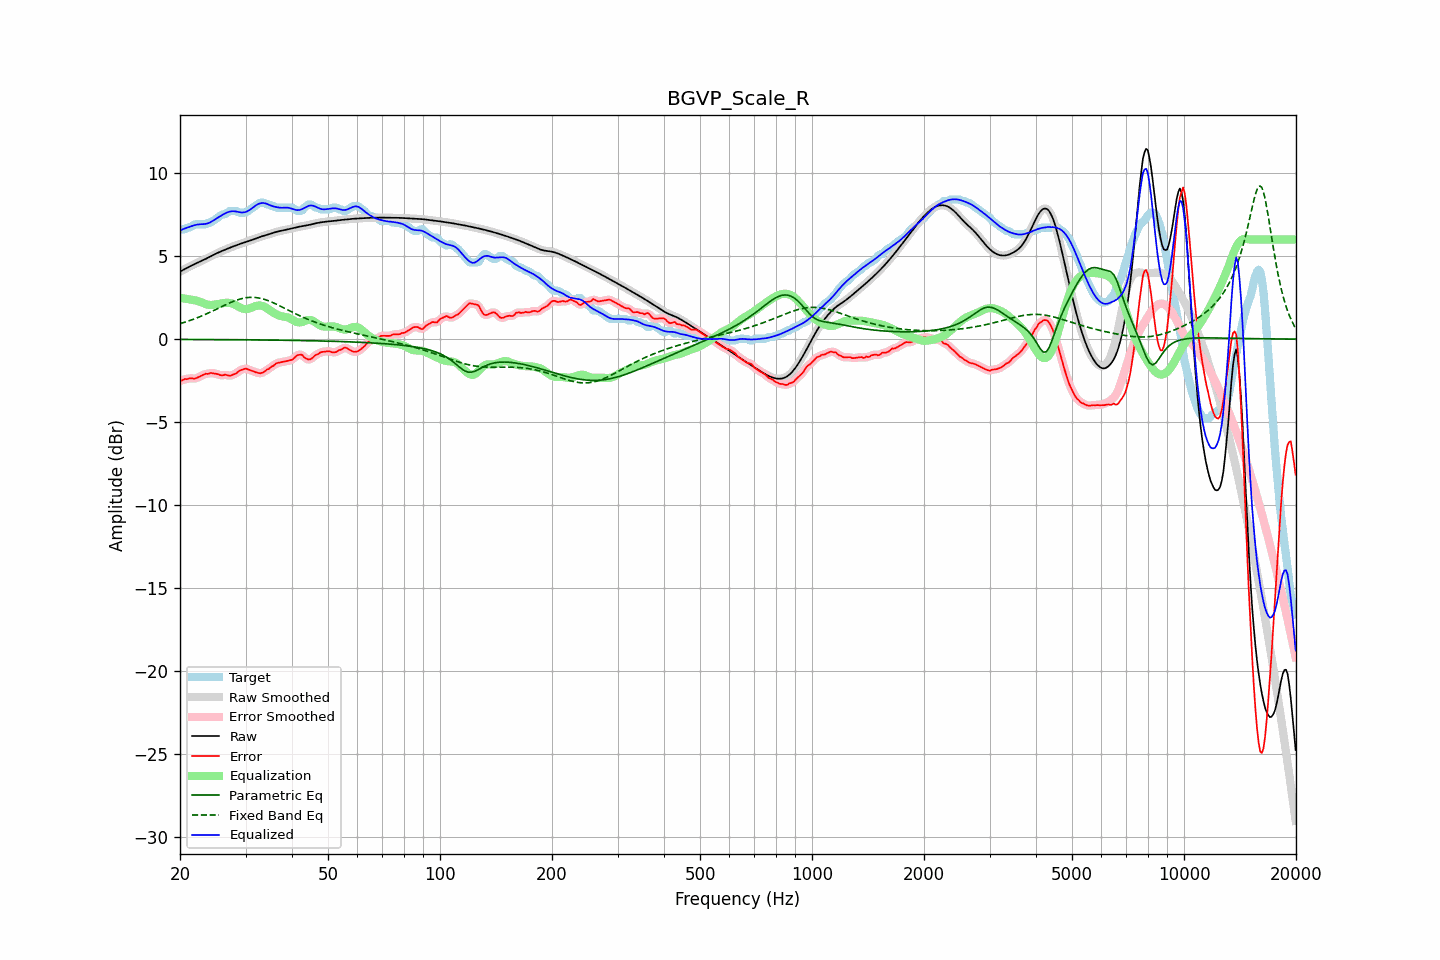 BGVP_Scale_R
10
5
0
−5
−10
−15
−20
−25
−30
Amplitude (dBr)
Target
Raw Smoothed
Error Smoothed
Raw
Error
Equalization
Parametric Eq
Fixed Band Eq
Equalized
20 50 100 200 500 1000 2000 5000 10000 20000
Frequency (Hz)